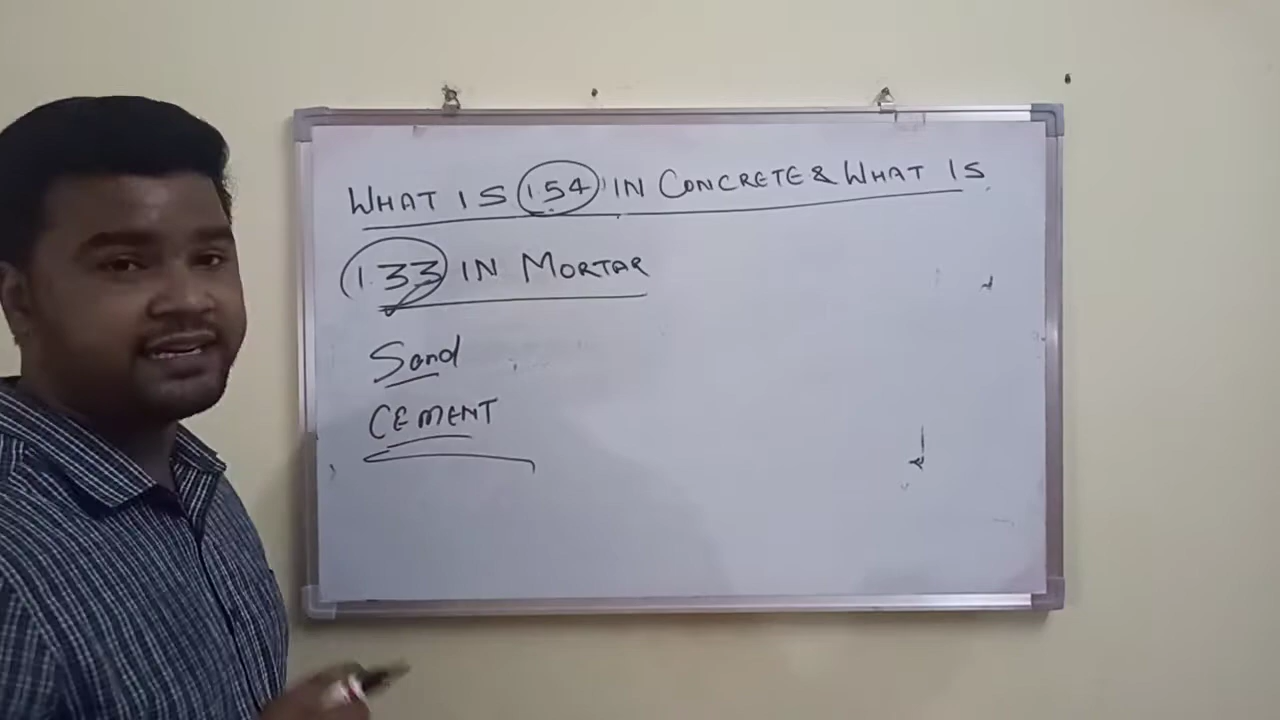 WHAT IS 1.54 IN CONCRETE & WHAT IS
1.33 IN MORTAR
Sand
CEMENT